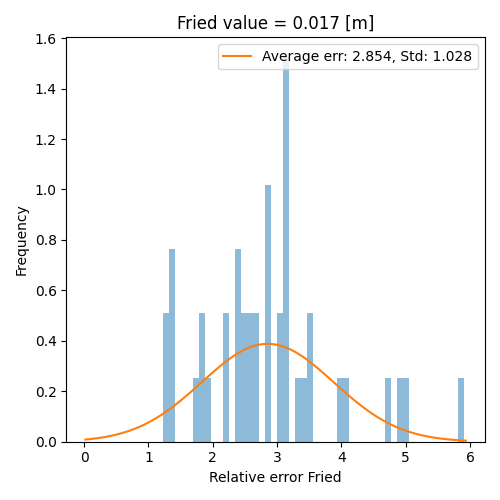 Fried value = 0.017 [m]
Average err: 2.854, Std: 1.028
1.6
1.4
1.2
1.0
0.8
0.6
0.4
0.2
0.0
Frequency
0 1 2 3 4 5 6
Relative error Fried